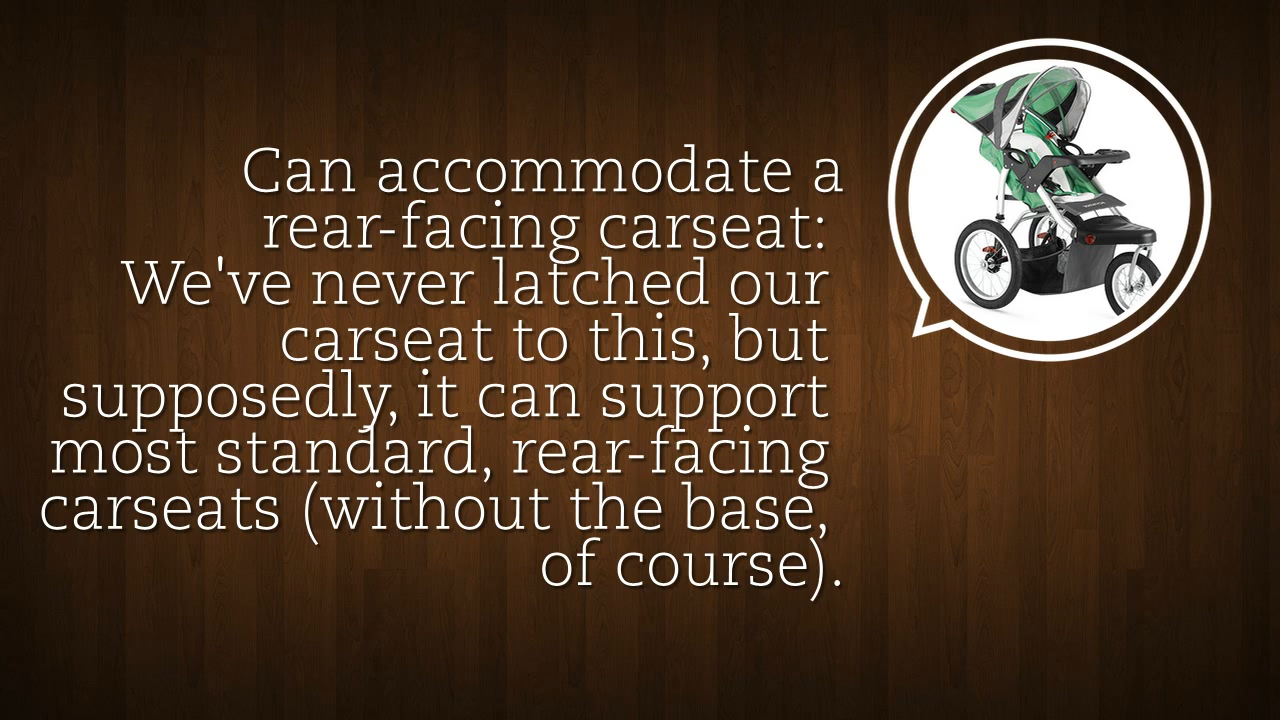 Can accommodate a
rear-facing carseat:
We've never latched our
carseat to this, but
supposedly, it can support
most standard, rear-facing
carseats (without the base,
of course).